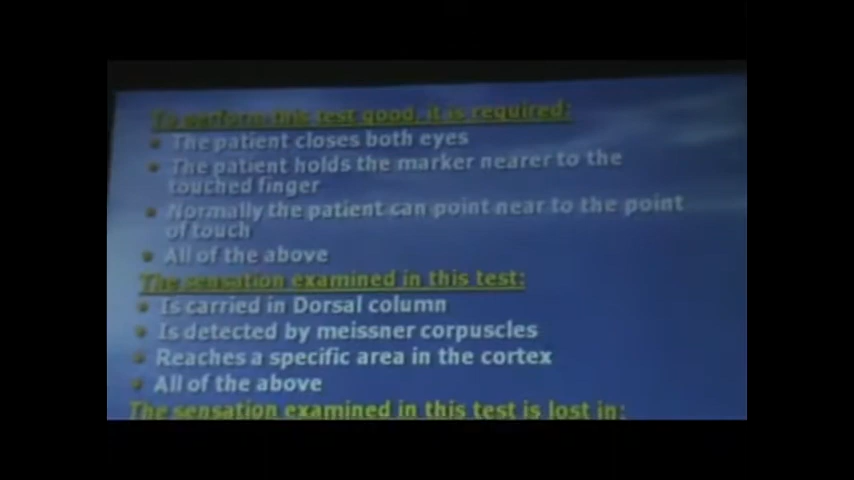 To perform this test good, it is required:
• The patient closes both eyes
• The patient holds the marker nearer to the
touched finger
• Normally the patient can point near to the point
of touch
• All of the above
The sensation examined in this test:
• Is carried in Dorsal column
• Is detected by meissner corpuscles
• Reaches a specific area in the cortex
• All of the above
The sensation examined in this test is lost in: